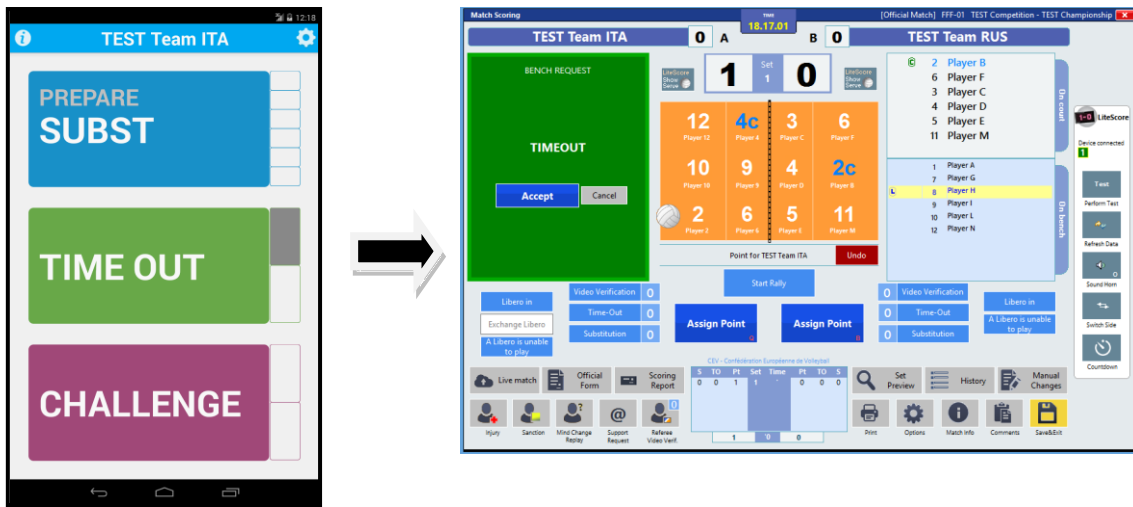 12:18
TEST Team ITA
PREPARE
SUBST
TIME OUT
CHALLENGE
Match Scoring
TIME
18.17.01
[Official Match] FFF-01 TEST Competition - TEST Championship
TEST Team ITA
0 A
B 0
TEST Team RUS
BENCH REQUEST
TIMEOUT
Accept
Cancel
LiteScore
Show
Serve
1
Set
1
0
LiteScore
Show
Serve
12
Player 12
4c
Player 4
3
Player C
6
Player F
10
Player 10
9
Player 9
4
Player D
2c
Player B
2
Player 2
6
Player 6
5
Player E
11
Player M
Point for TEST Team ITA
Undo
C 2 Player B
6 Player F
3 Player C
4 Player D
5 Player E
11 Player M
On court
1 Player A
7 Player G
L 8 Player H
9 Player I
10 Player L
12 Player N
On bench
1-0 LiteScore
Device connected
1
Test
Perform Test
Refresh Data
Sound Horn
Switch Side
Countdown
Start Rally
Libero in
Exchange Libero
A Libero is unable
to play
Video Verification 0
Time-Out 0
Substitution 0
Assign Point
Assign Point
0 Video Verification
0 Time-Out
0 Substitution
Libero in
A Libero is unable
to play
CEV - Confédération Européenne de Volleyball
S TO Pt Set Time Pt TO S
0 0 1 1 ' 0 0 0
1 '0 0
Live match
Official
Form
Scoring
Report
Set
Preview
History
Manual
Changes
Injury
Sanction
Mind Change
Replay
@
Support
Request
0
Referee
Video Verif.
Print
Options
Match Info
Comments
Save&Exit